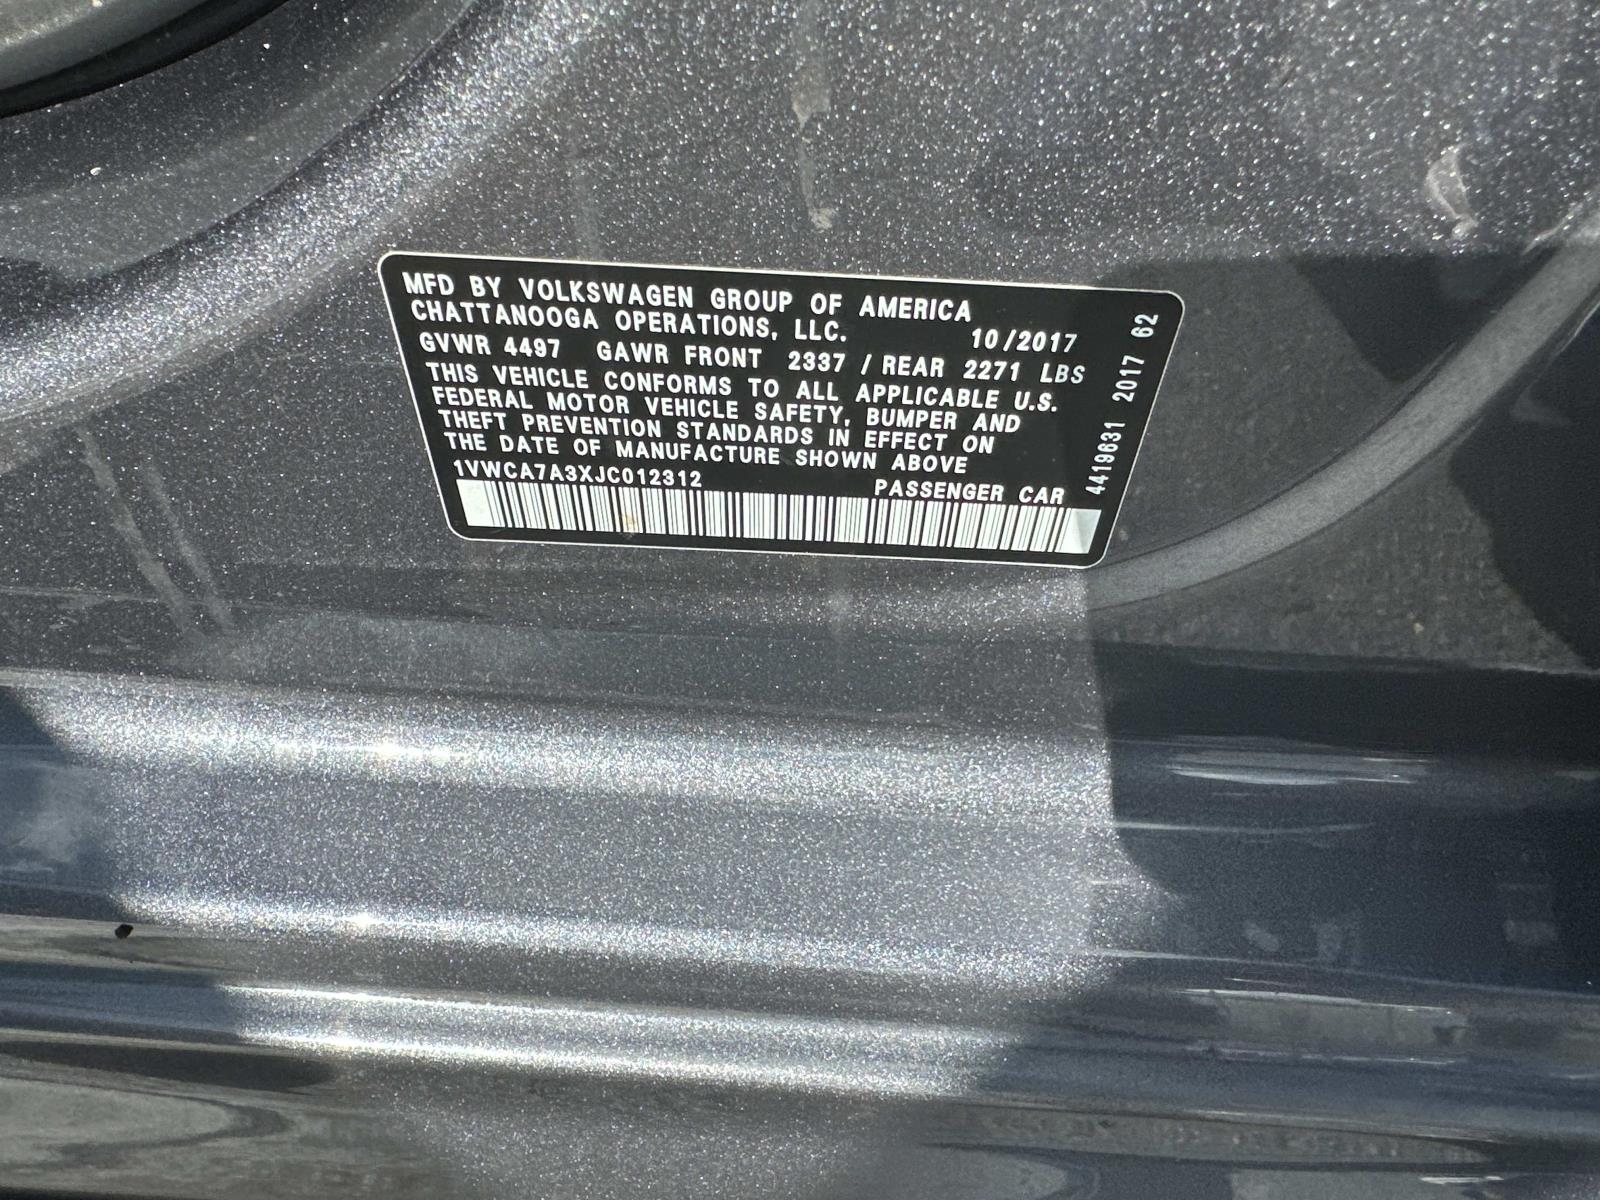 MFD BY VOLKSWAGEN GROUP OF AMERICA
CHATTANOOGA OPERATIONS, LLC. 10/2017
GVWR 4497 GAWR FRONT 2337 / REAR 2271 LBS
THIS VEHICLE CONFORMS TO ALL APPLICABLE U.S.
FEDERAL MOTOR VEHICLE SAFETY, BUMPER AND
THEFT PREVENTION STANDARDS IN EFFECT ON
THE DATE OF MANUFACTURE SHOWN ABOVE
1VWCA7A3XJC012312 PASSENGER CAR
4419631 2017 62